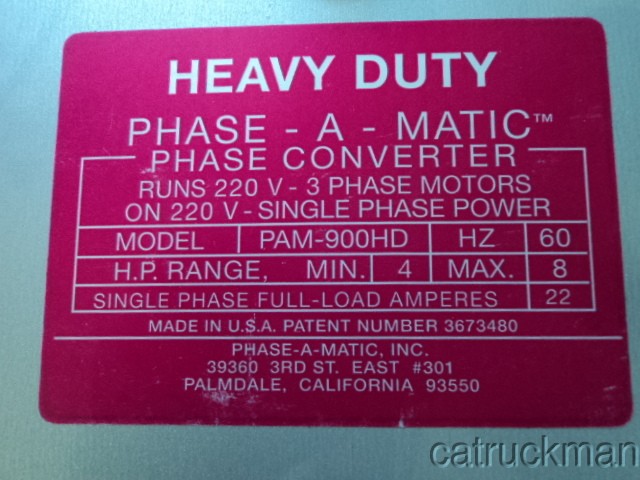 HEAVY DUTY
PHASE - A - MATIC™
PHASE CONVERTER
RUNS 220 V - 3 PHASE MOTORS
ON 220 V - SINGLE PHASE POWER
MODEL PAM-900HD HZ 60
H.P. RANGE, MIN. 4 MAX. 8
SINGLE PHASE FULL-LOAD AMPERES 22
MADE IN U.S.A. PATENT NUMBER 3673480
PHASE-A-MATIC, INC.
39360 3RD ST. EAST #301
PALMDALE, CALIFORNIA 93550
catruckman